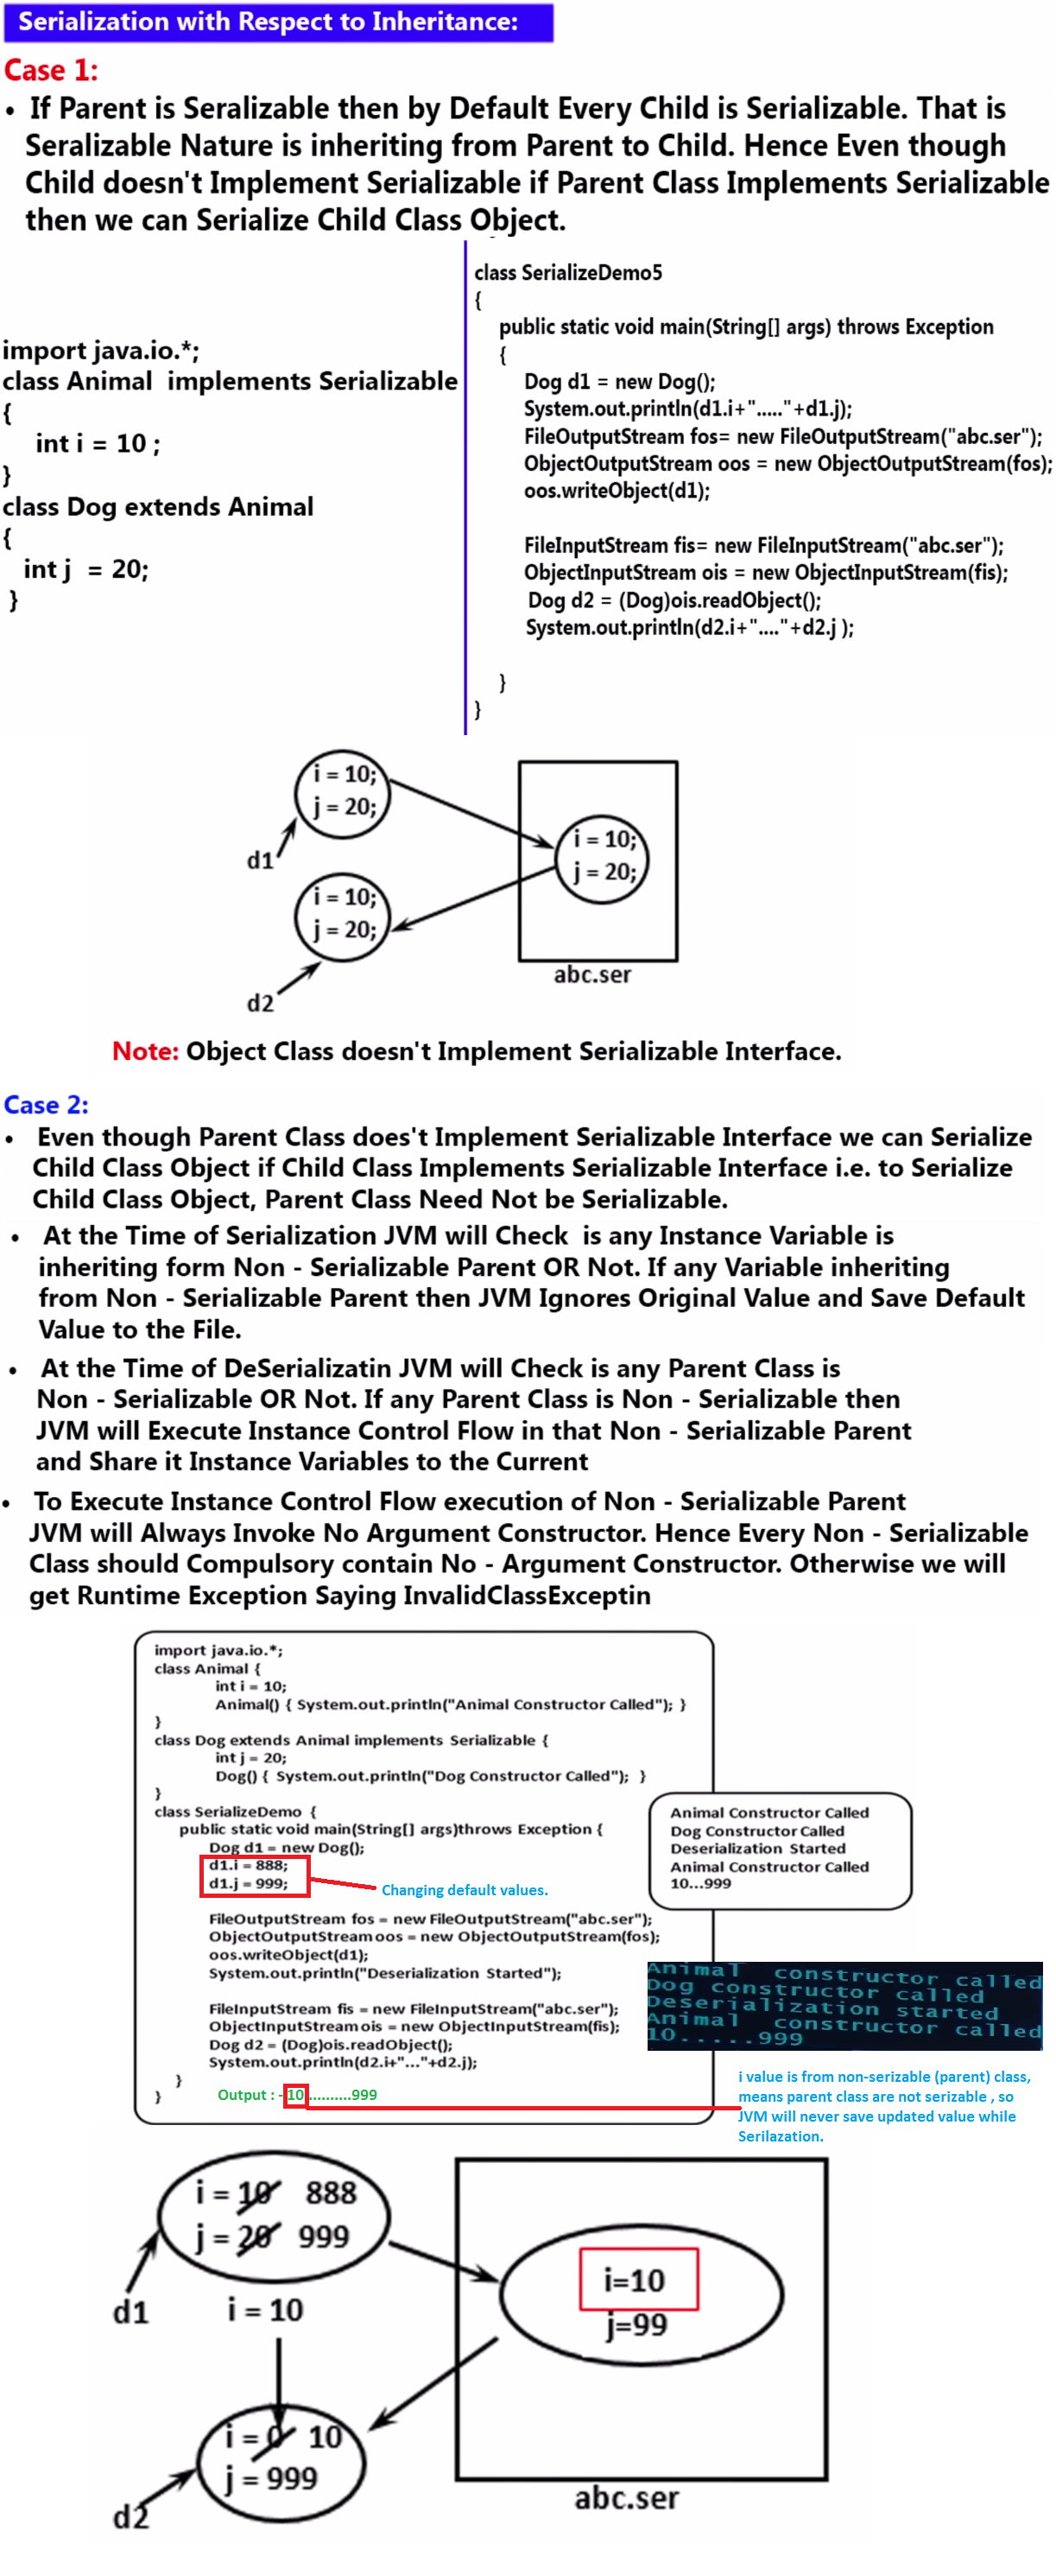 Serialization with Respect to Inheritance:
Case 1:
• If Parent is Seralizable then by Default Every Child is Serializable. That is
Seralizable Nature is inheriting from Parent to Child. Hence Even though
Child doesn't Implement Serializable if Parent Class Implements Serializable
then we can Serialize Child Class Object.
import java.io.*;
class Animal implements Serializable
{
int i = 10 ;
}
class Dog extends Animal
{
int j = 20;
}
class SerializeDemo5
{
public static void main(String[] args) throws Exception
{
Dog d1 = new Dog();
System.out.println(d1.i+"....."+d1.j);
FileOutputStream fos= new FileOutputStream("abc.ser");
ObjectOutputStream oos = new ObjectOutputStream(fos);
oos.writeObject(d1);
FileInputStream fis= new FileInputStream("abc.ser");
ObjectInputStream ois = new ObjectInputStream(fis);
Dog d2 = (Dog)ois.readObject();
System.out.println(d2.i+"...."+d2.j );
}
}
i = 10;
j = 20;
d1
i = 10;
j = 20;
i = 10;
j = 20;
d2
abc.ser
Note: Object Class doesn't Implement Serializable Interface.
Case 2:
• Even though Parent Class does't Implement Serializable Interface we can Serialize
Child Class Object if Child Class Implements Serializable Interface i.e. to Serialize
Child Class Object, Parent Class Need Not be Serializable.
• At the Time of Serialization JVM will Check is any Instance Variable is
inheriting form Non - Serializable Parent OR Not. If any Variable inheriting
from Non - Serializable Parent then JVM Ignores Original Value and Save Default
Value to the File.
• At the Time of DeSerializatin JVM will Check is any Parent Class is
Non - Serializable OR Not. If any Parent Class is Non - Serializable then
JVM will Execute Instance Control Flow in that Non - Serializable Parent
and Share it Instance Variables to the Current
• To Execute Instance Control Flow execution of Non - Serializable Parent
JVM will Always Invoke No Argument Constructor. Hence Every Non - Serializable
Class should Compulsory contain No - Argument Constructor. Otherwise we will
get Runtime Exception Saying InvalidClassExceptin
import java.io.*;
class Animal {
int i = 10;
Animal() { System.out.println("Animal Constructor Called"); }
}
class Dog extends Animal implements Serializable {
int j = 20;
Dog() { System.out.println("Dog Constructor Called"); }
}
class SerializeDemo {
public static void main(String[] args)throws Exception {
Dog d1 = new Dog();
d1.i = 888;
d1.j = 999;
Changing default values.
FileOutputStream fos = new FileOutputStream("abc.ser");
ObjectOutputStream oos = new ObjectOutputStream(fos);
oos.writeObject(d1);
System.out.println("Deserialization Started");
FileInputStream fis = new FileInputStream("abc.ser");
ObjectInputStream ois = new ObjectInputStream(fis);
Dog d2 = (Dog)ois.readObject();
System.out.println(d2.i+"..."+d2.j);
}
}
Output : - 10..........999
Animal Constructor Called
Dog Constructor Called
Deserialization Started
Animal Constructor Called
10...999
Animal constructor called
Dog constructor called
Deserialization started
Animal constructor called
10.....999
i value is from non-serizable (parent) class,
means parent class are not serizable , so
JVM will never save updated value while
Serilazation.
i = 10 888
j = 20 999
d1
i = 10
i=10
j=99
i = 0 10
j = 999
d2
abc.ser